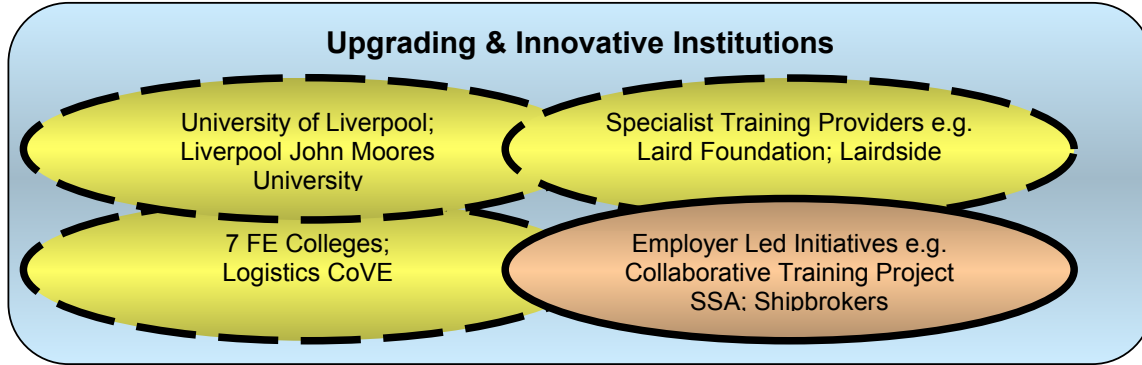 Upgrading & Innovative Institutions
University of Liverpool;
Liverpool John Moores
University
Specialist Training Providers e.g.
Laird Foundation; Lairdside
7 FE Colleges;
Logistics CoVE
Employer Led Initiatives e.g.
Collaborative Training Project
SSA; Shipbrokers